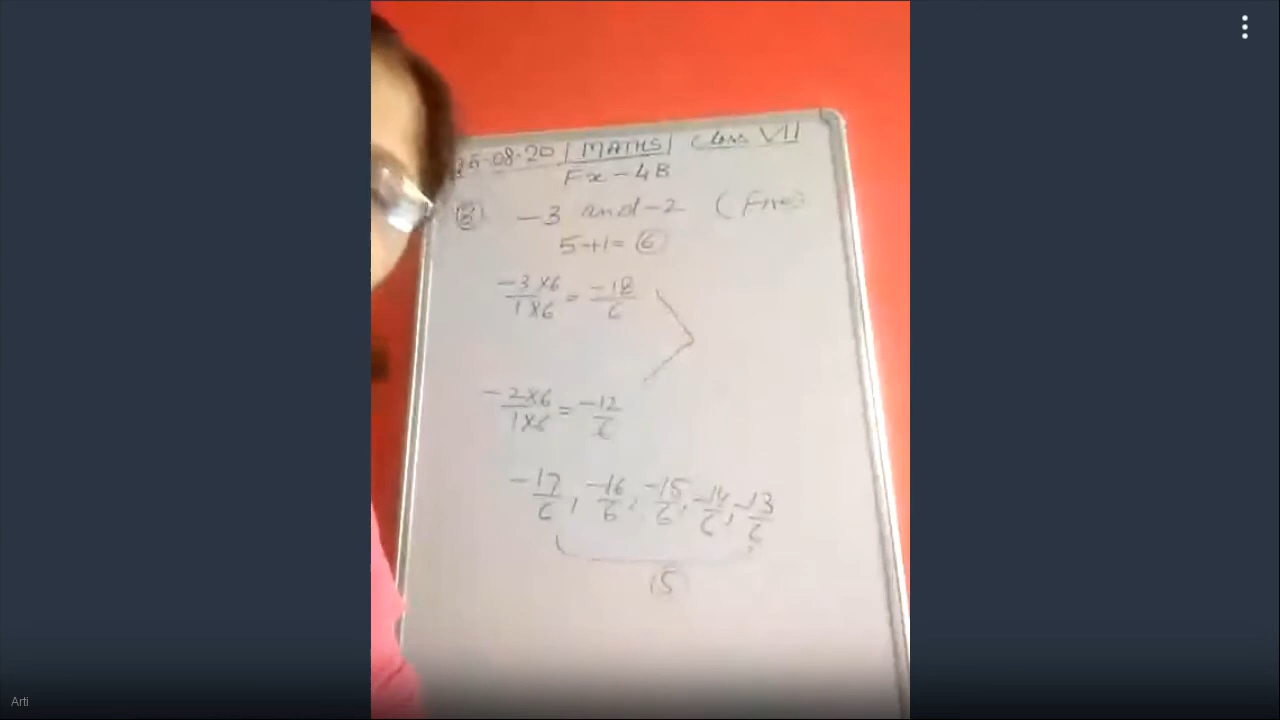 26-08-20 | MATHS | Class VII
Ex-4B
8 -3 and -2 (Five)
5+1= 6
-3×6/1×6 = -18/6
-2×6/1×6 = -12/6
-17/6, -16/6, -15/6, -14/6, -13/6
5
Arti